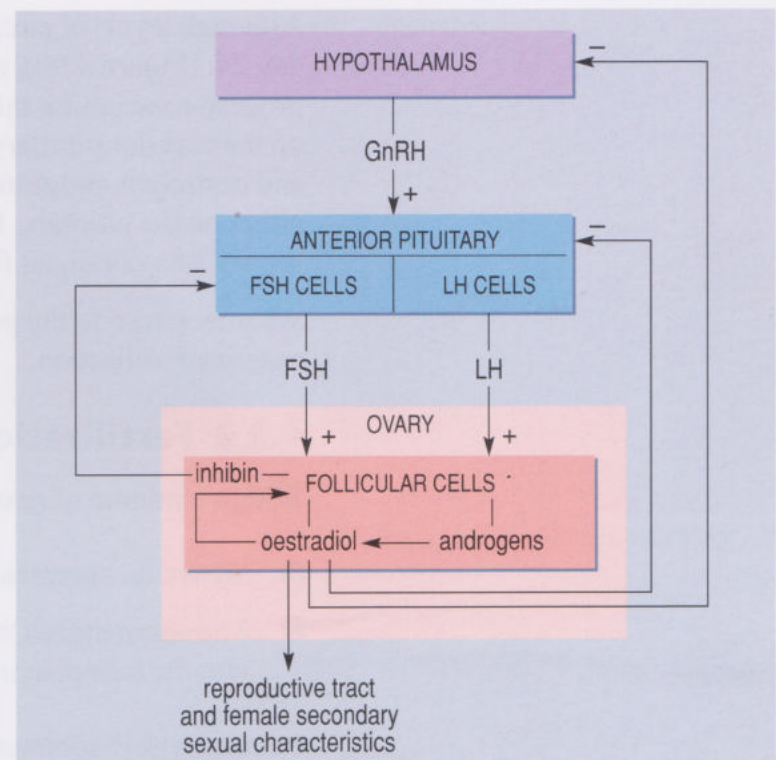 HYPOTHALAMUS
–
GnRH
+
–
ANTERIOR PITUITARY
–
FSH CELLS
LH CELLS
FSH
LH
OVARY
+
+
inhibin
FOLLICULAR CELLS
oestradiol
androgens
reproductive tract
and female secondary
sexual characteristics